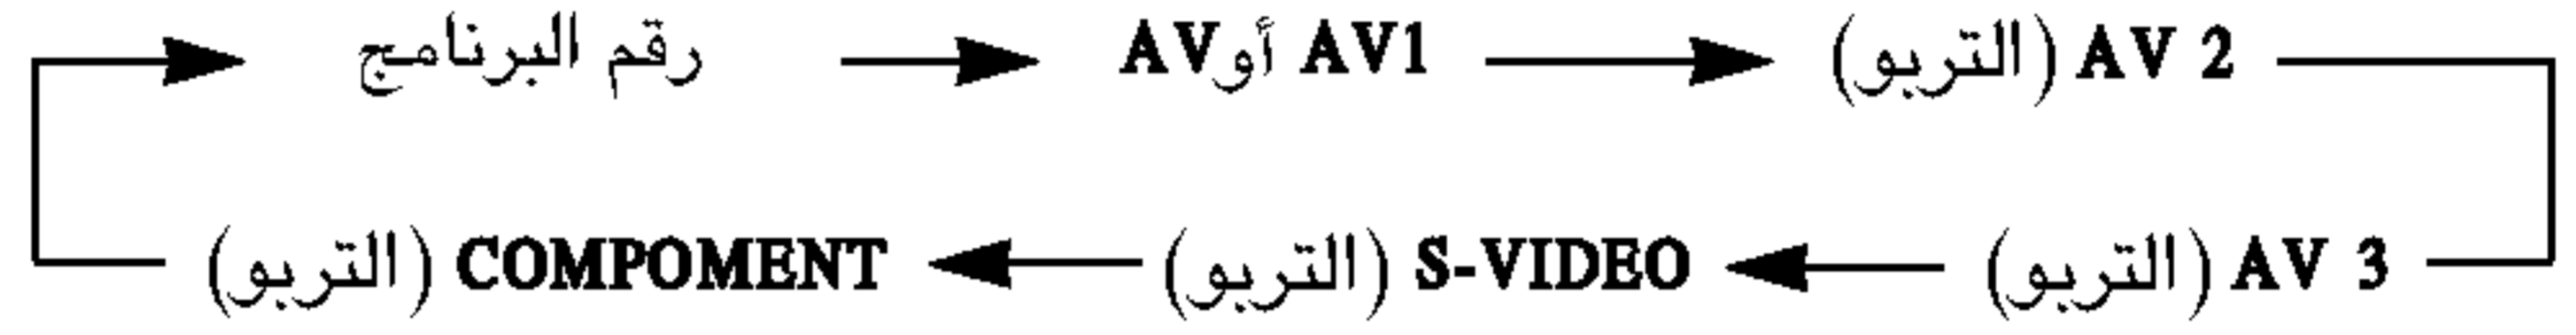 رقم البرنامج AV أو AV1 AV 2 (التربو)
COMPOMENT (التربو) S-VIDEO (التربو) AV 3 (التربو)